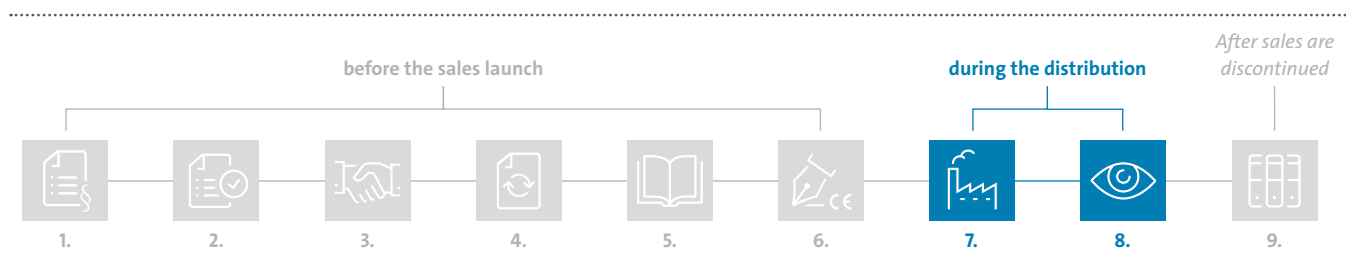 After sales are
before the sales launch
during the distribution
discontinued
§
CE
1.
2.
3.
4.
5.
6.
7.
8.
9.